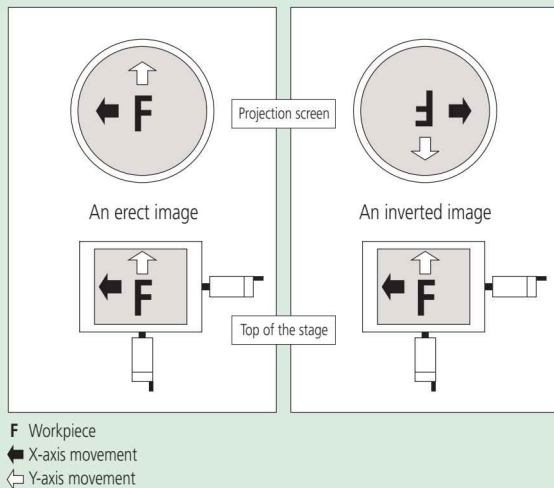 F
F
Projection screen
An erect image
An inverted image
F
F
Top of the stage
F Workpiece
X-axis movement
Y-axis movement